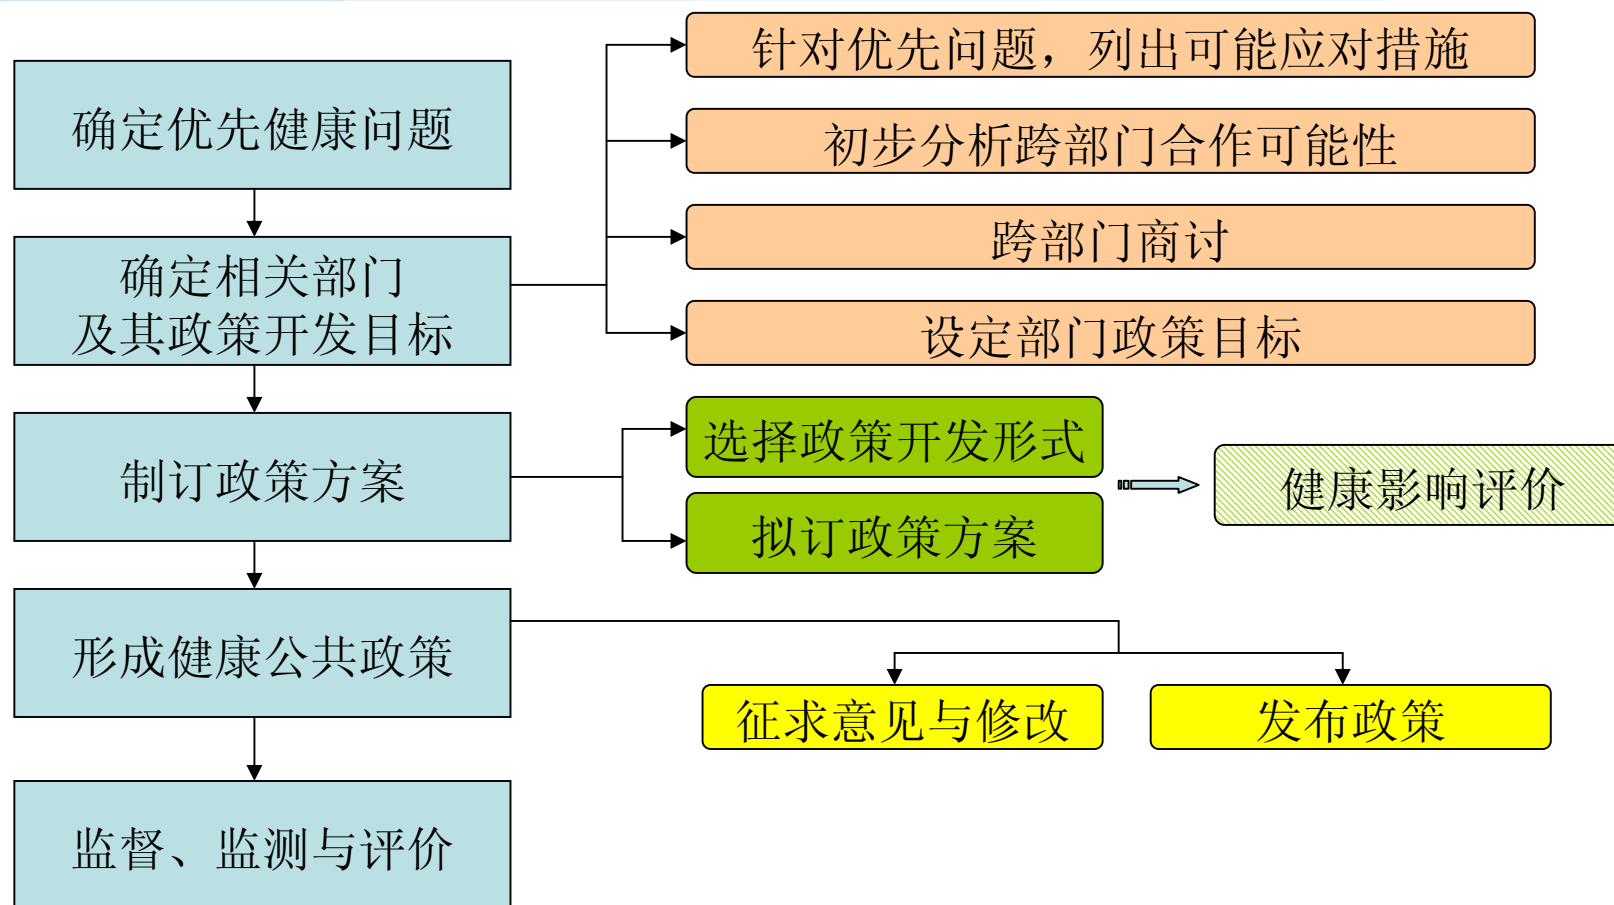 确定优先健康问题
确定相关部门
及其政策开发目标
制订政策方案
形成健康公共政策
监督、监测与评价
针对优先问题，列出可能应对措施
初步分析跨部门合作可能性
跨部门商讨
设定部门政策目标
选择政策开发形式
拟订政策方案
健康影响评价
征求意见与修改
发布政策